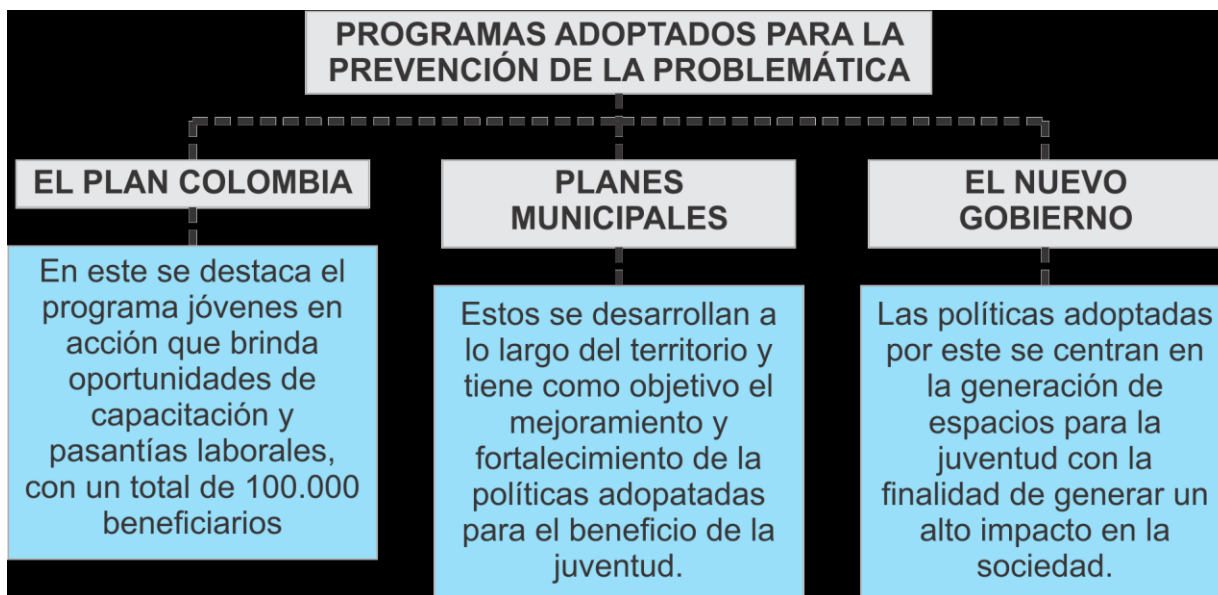 PROGRAMAS ADOPTADOS PARA LA
PREVENCIÓN DE LA PROBLEMÁTICA
EL PLAN COLOMBIA
En este se destaca el
programa jóvenes en
acción que brinda
oportunidades de
capacitación y
pasantías laborales,
con un total de 100.000
beneficiarios
PLANES
MUNICIPALES
Estos se desarrollan a
lo largo del territorio y
tiene como objetivo el
mejoramiento y
fortalecimiento de la
políticas adopatadas
para el beneficio de la
juventud.
EL NUEVO
GOBIERNO
Las políticas adoptadas
por este se centran en
la generación de
espacios para la
juventud con la
finalidad de generar un
alto impacto en la
sociedad.